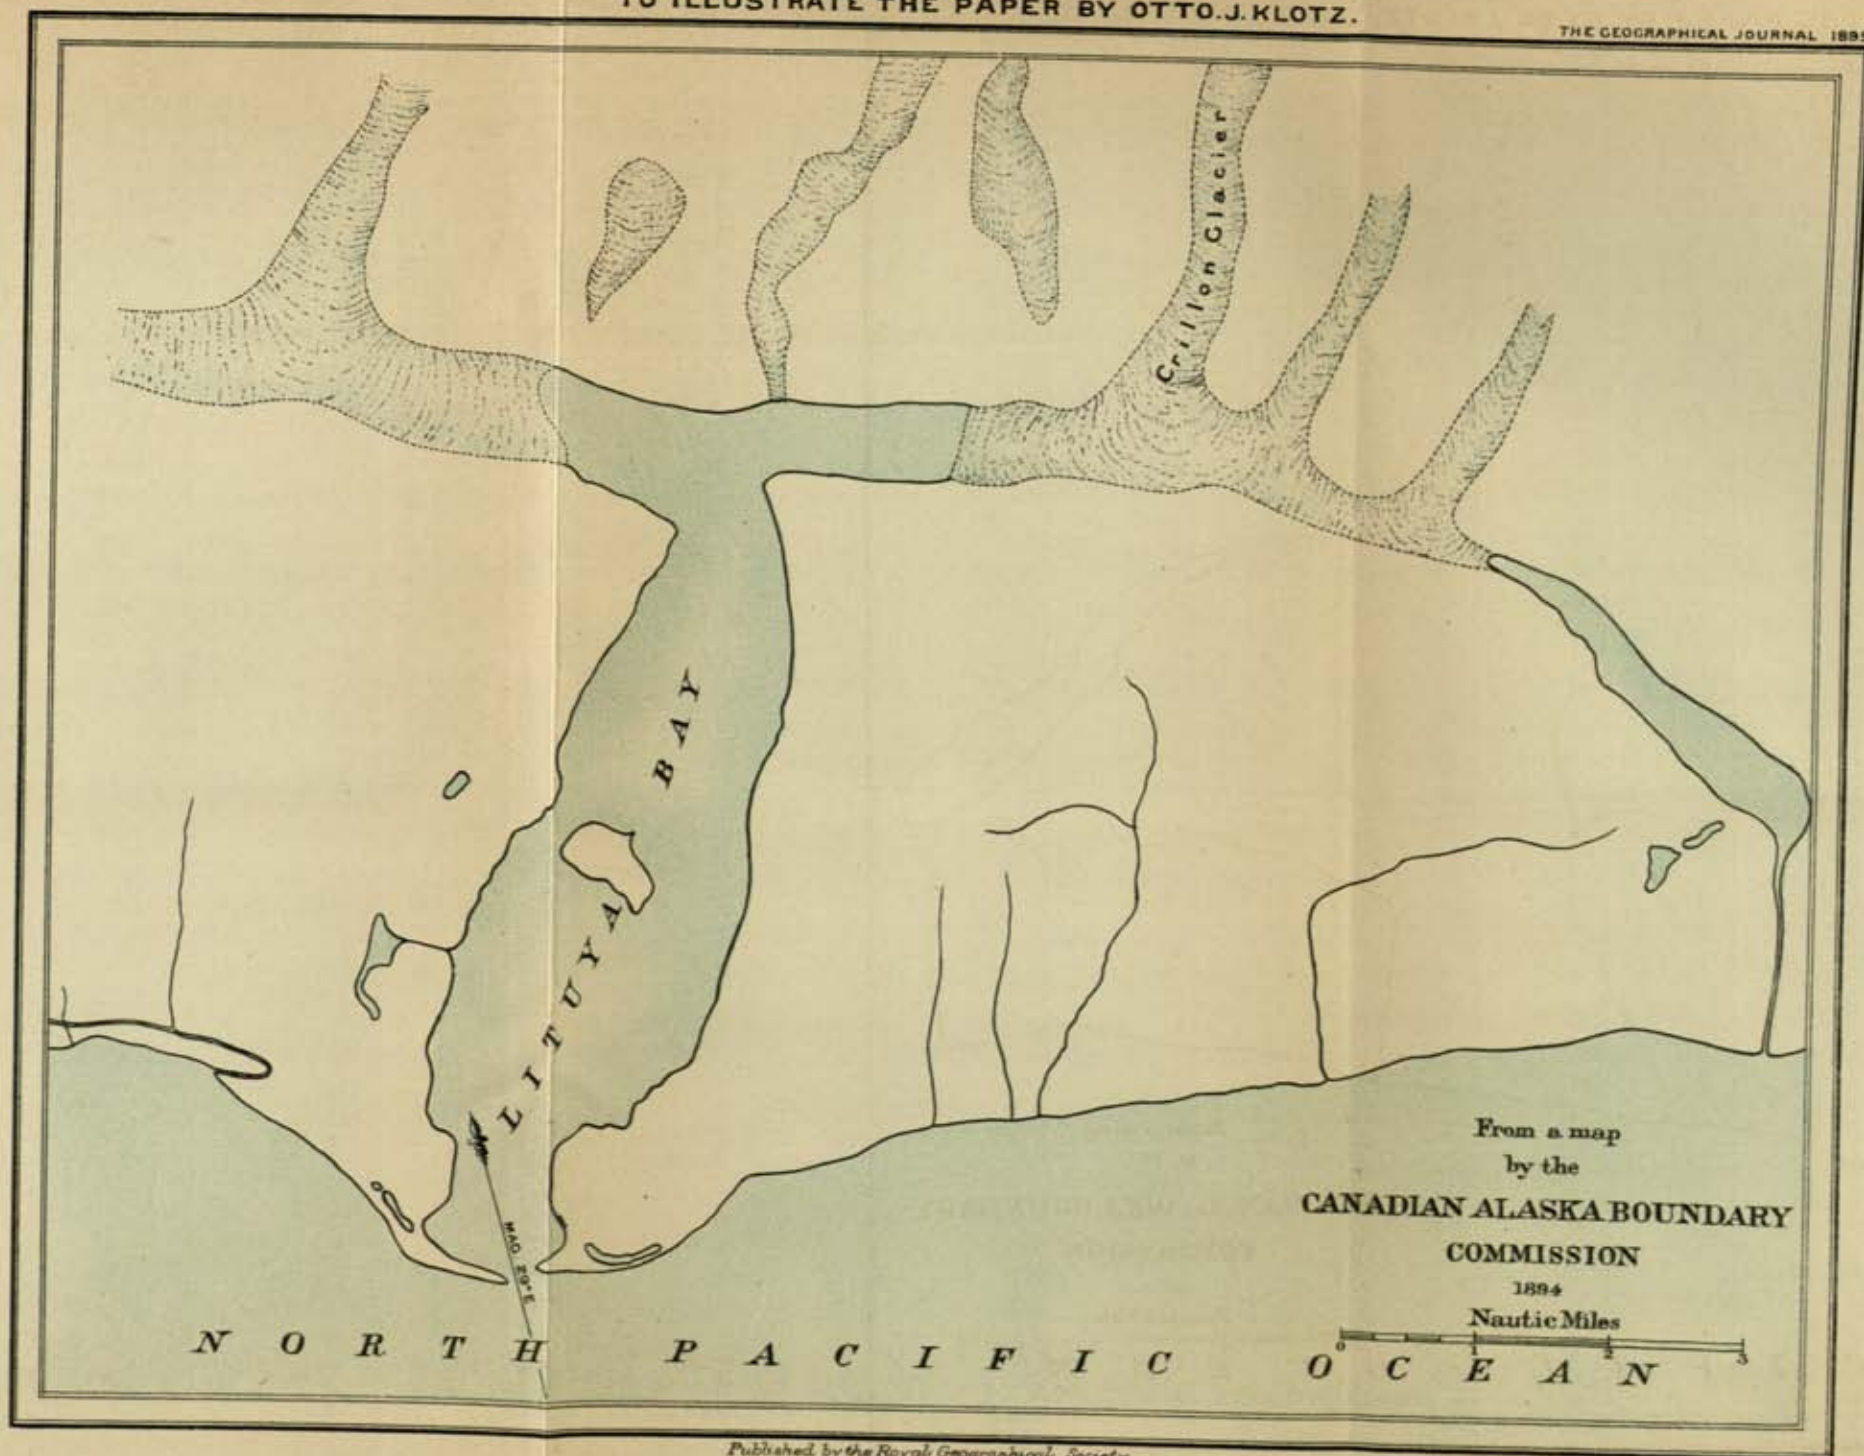 TO ILLUSTRATE THE PAPER BY OTTO.J.KLOTZ.
THE GEOGRAPHICAL JOURNAL 1895
Crillon Glacier
LITUYA BAY
MAG. 29° E
From a map
by the
CANADIAN ALASKA BOUNDARY
COMMISSION
1894
Nautic Miles
0 1 2 3
NORTH PACIFIC OCEAN
Published by the Royal Geographical Society